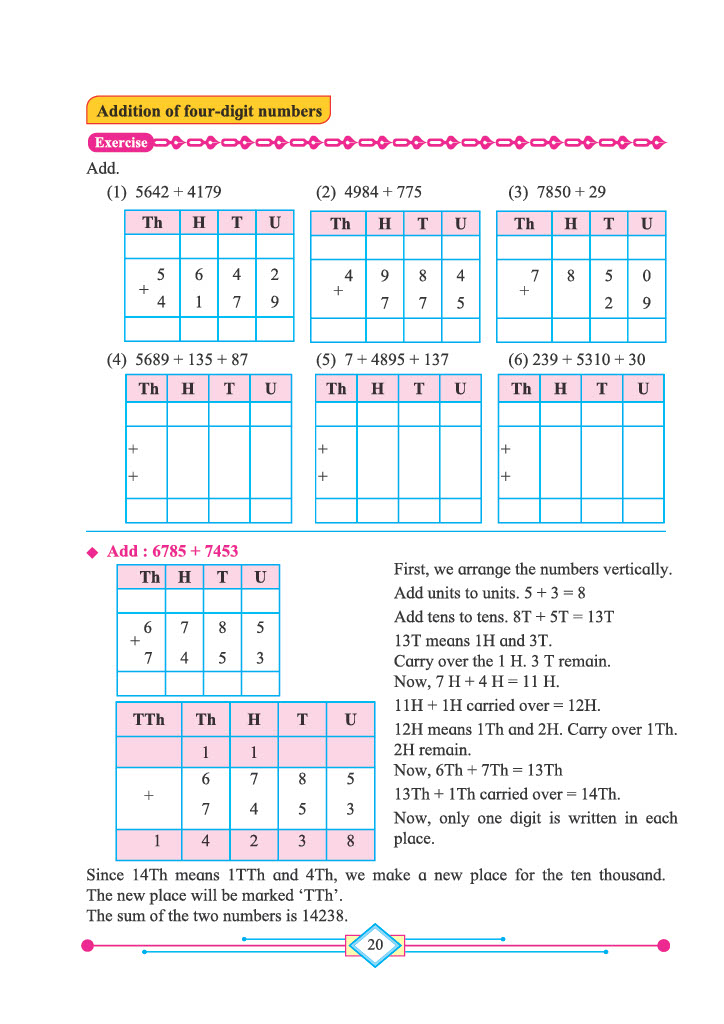 Addition of four-digit numbers
Exercise
Add.
(1) 5642 + 4179 (2) 4984 + 775 (3) 7850 + 29
Th H T U Th H T U Th H T U
5 6 4 2 4 9 8 4 7 8 5 0
+ + +
4 1 7 9 7 7 5 2 9
(4) 5689 + 135 + 87 (5) 7 + 4895 + 137 (6) 239 + 5310 + 30
Th H T U Th H T U Th H T U
+ + +
+ + +
◆ Add : 6785 + 7453
Th H T U
6 7 8 5
+
7 4 5 3
TTh Th H T U
1 1
6 7 8 5
+
7 4 5 3
1 4 2 3 8
First, we arrange the numbers vertically.
Add units to units. 5 + 3 = 8
Add tens to tens. 8T + 5T = 13T
13T means 1H and 3T.
Carry over the 1 H. 3 T remain.
Now, 7 H + 4 H = 11 H.
11H + 1H carried over = 12H.
12H means 1Th and 2H. Carry over 1Th.
2H remain.
Now, 6Th + 7Th = 13Th
13Th + 1Th carried over = 14Th.
Now, only one digit is written in each
place.
Since 14Th means 1TTh and 4Th, we make a new place for the ten thousand.
The new place will be marked ‘TTh’.
The sum of the two numbers is 14238.
20